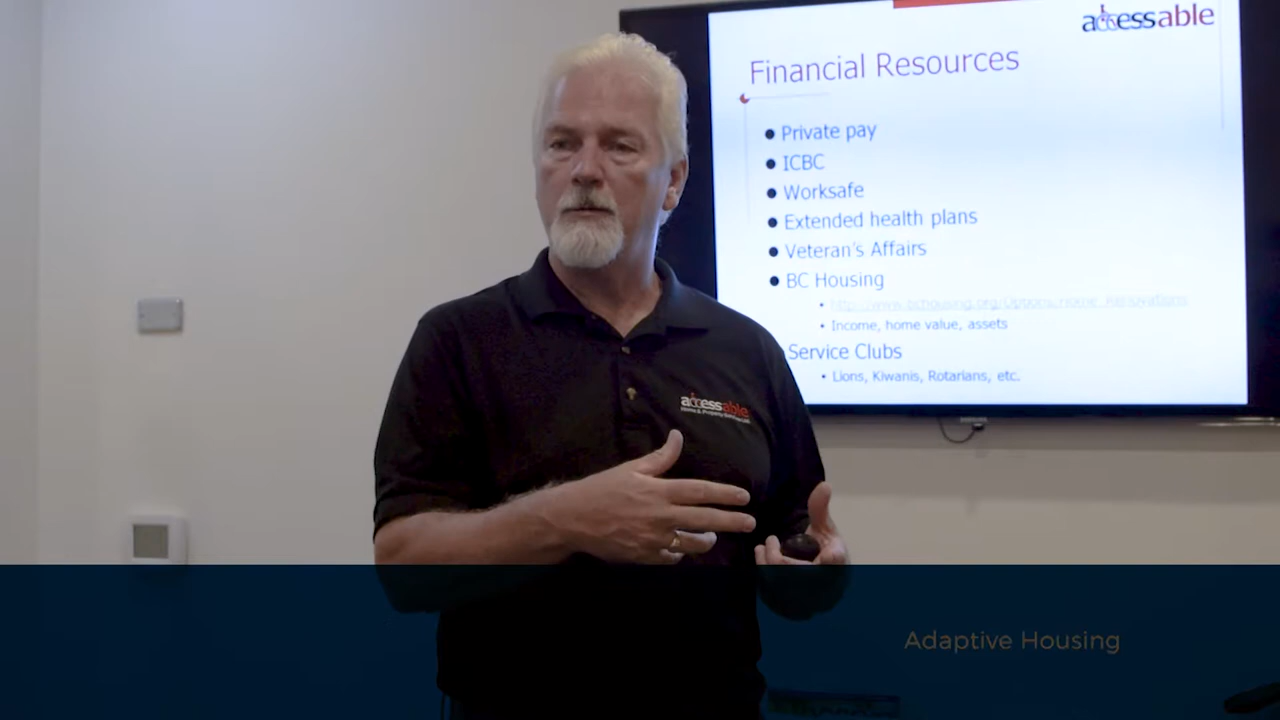 accessable
Financial Resources
Private pay
ICBC
Worksafe
Extended health plans
Veteran's Affairs
BC Housing
Income, home value, assets
Service Clubs
Lions, Kiwanis, Rotarians, etc.
accessable
Adaptive Housing